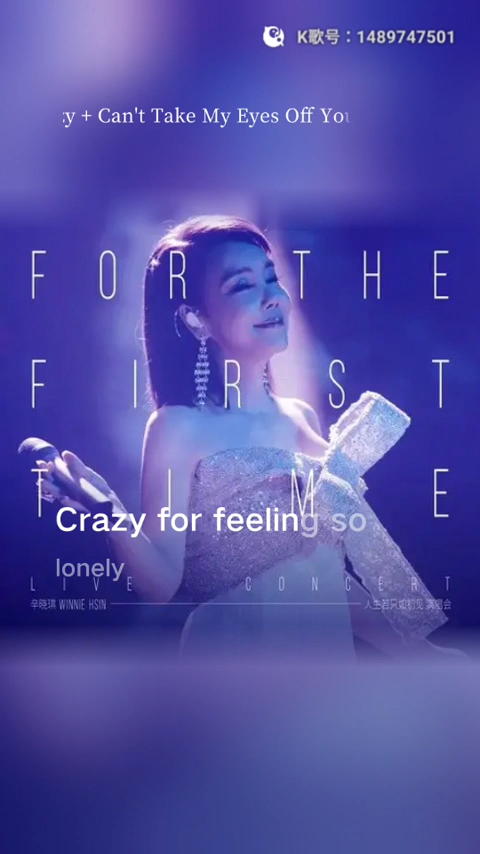 K歌号：1489747501
zy + Can't Take My Eyes Off You
FOR THE
FIRST
TIME
Crazy for feeling so
lonely
LIVE CONCERT
辛晓琪 WINNIE HSIN
人生若只如初见 演唱会